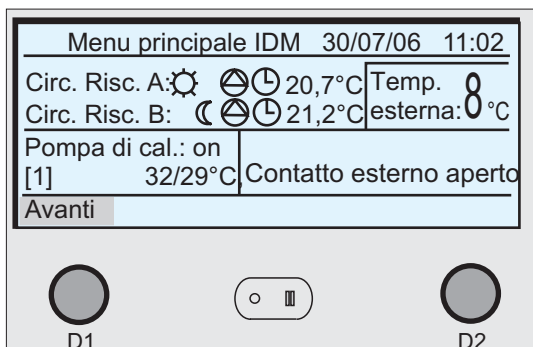 Menu principale IDM 30/07/06 11:02
Circ. Risc. A: 20,7°C Temp.
Circ. Risc. B: 21,2°C esterna: 8 °C
Pompa di cal.: on
[1] 32/29°C Contatto esterno aperto
Avanti
D1 D2